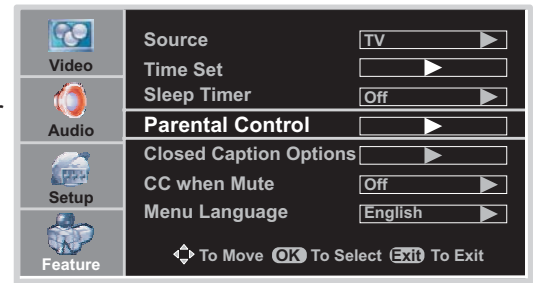 Video
Audio
Setup
Feature
Source TV
Time Set
Sleep Timer Off
Parental Control
Closed Caption Options
CC when Mute Off
Menu Language English
To Move OK To Select Exit To Exit